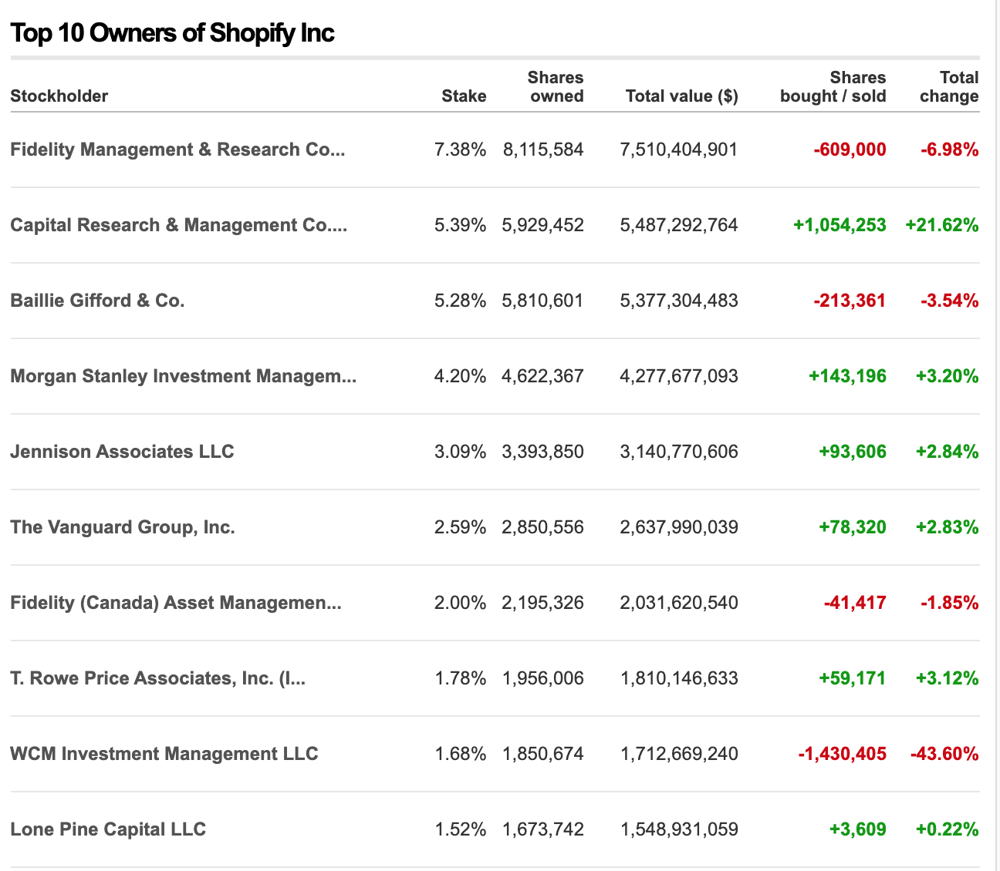 Top 10 Owners of Shopify Inc
Stockholder Stake Shares owned Total value ($) Shares bought / sold Total change
Fidelity Management & Research Co... 7.38% 8,115,584 7,510,404,901 -609,000 -6.98%
Capital Research & Management Co.... 5.39% 5,929,452 5,487,292,764 +1,054,253 +21.62%
Baillie Gifford & Co. 5.28% 5,810,601 5,377,304,483 -213,361 -3.54%
Morgan Stanley Investment Managem... 4.20% 4,622,367 4,277,677,093 +143,196 +3.20%
Jennison Associates LLC 3.09% 3,393,850 3,140,770,606 +93,606 +2.84%
The Vanguard Group, Inc. 2.59% 2,850,556 2,637,990,039 +78,320 +2.83%
Fidelity (Canada) Asset Managemen... 2.00% 2,195,326 2,031,620,540 -41,417 -1.85%
T. Rowe Price Associates, Inc. (I... 1.78% 1,956,006 1,810,146,633 +59,171 +3.12%
WCM Investment Management LLC 1.68% 1,850,674 1,712,669,240 -1,430,405 -43.60%
Lone Pine Capital LLC 1.52% 1,673,742 1,548,931,059 +3,609 +0.22%